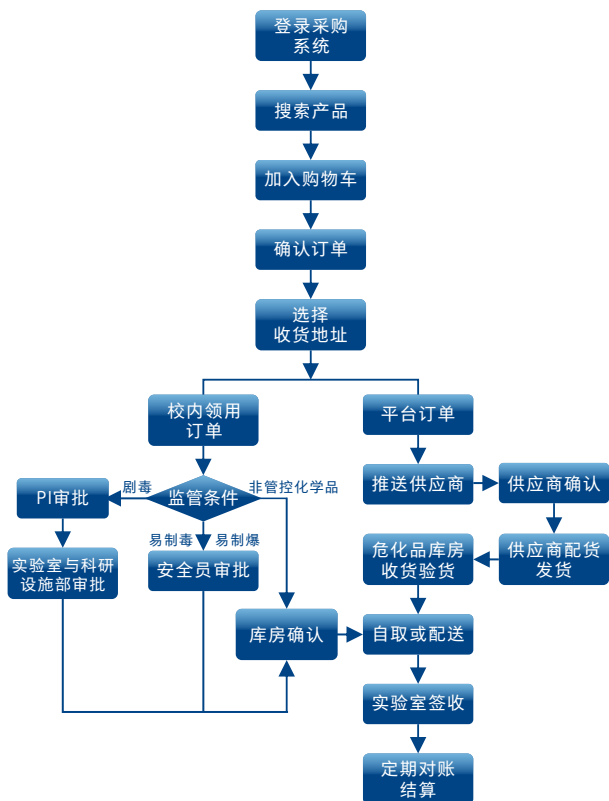 登录采购
系统
搜索产品
加入购物车
确认订单
选择
收货地址
校内领用
订单
平台订单
剧毒
监管条件
非管控化学品
PI审批
推送供应商
供应商确认
易制毒
易制爆
实验室与科研
设施部审批
安全员审批
危化品库房
收货验货
供应商配货
发货
库房确认
自取或配送
实验室签收
定期对账
结算